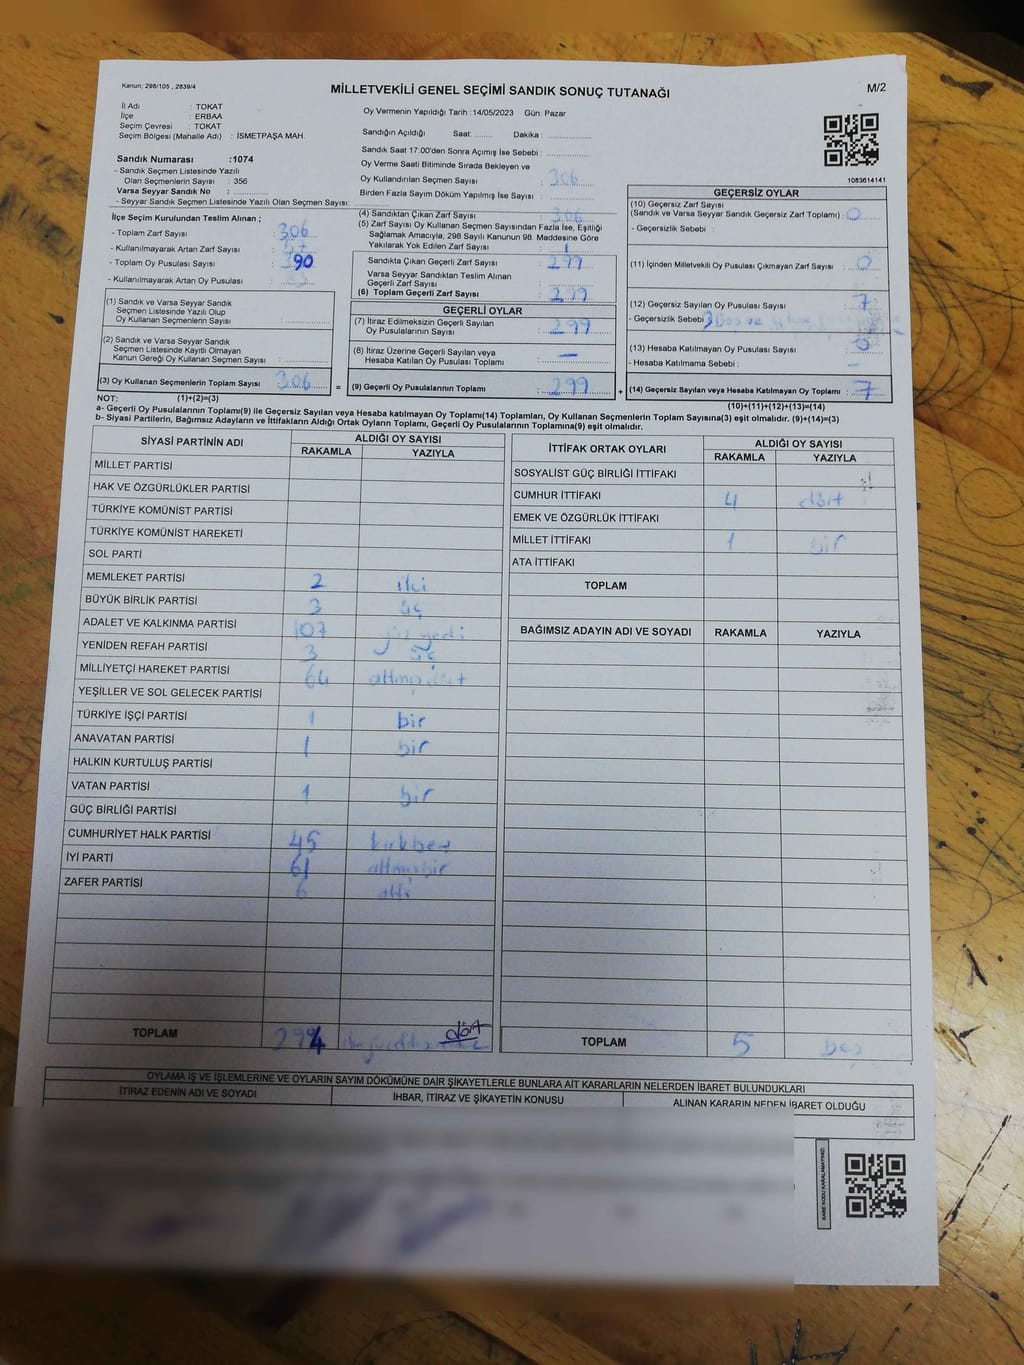 Kanun; 298/105 , 2839/4
MİLLETVEKİLİ GENEL SEÇİMİ SANDIK SONUÇ TUTANAĞI
M/2
İl Adı : TOKAT
İlçe : ERBAA
Seçim Çevresi : TOKAT
Seçim Bölgesi (Mahalle Adı) : İSMETPAŞA MAH.
Sandık Numarası :1074
- Sandık Seçmen Listesinde Yazılı
Olan Seçmenlerin Sayısı : 356
Varsa Seyyar Sandık No :
- Seyyar Sandık Seçmen Listesinde Yazılı Olan Seçmen Sayısı:
Oy Vermenin Yapıldığı Tarih : 14/05/2023 Gün: Pazar
Sandığın Açıldığı Saat: Dakika :
Sandık Saat 17:00'den Sonra Açımış İse Sebebi :
Oy Verme Saati Bitiminde Sırada Bekleyen ve
Oy Kullandırılan Seçmen Sayısı : 306
Birden Fazla Sayım Döküm Yapılmış İse Sayısı :
1083614141
İlçe Seçim Kurulundan Teslim Alınan ;
- Toplam Zarf Sayısı : 306
- Kullanılmayarak Artan Zarf Sayısı :
- Toplam Oy Pusulası Sayısı : 390
- Kullanılmayarak Artan Oy Pusulası :
(4) Sandıktan Çıkan Zarf Sayısı : 306
(5) Zarf Sayısı Oy Kullanan Seçmen Sayısından Fazla İse, Eşitliği
Sağlamak Amacıyla, 298 Sayılı Kanunun 98. Maddesine Göre
Yakılarak Yok Edilen Zarf Sayısı :
Sandıkta Çıkan Geçerli Zarf Sayısı : 299
Varsa Seyyar Sandıktan Teslim Alınan
Geçerli Zarf Sayısı :
(6) Toplam Geçerli Zarf Sayısı : 299
GEÇERSİZ OYLAR
(10) Geçersiz Zarf Sayısı
(Sandık ve Varsa Seyyar Sandık Geçersiz Zarf Toplamı) : 0
- Geçersizlik Sebebi :
(11) İçinden Milletvekili Oy Pusulası Çıkmayan Zarf Sayısı : 0
(12) Geçersiz Sayılan Oy Pusulası Sayısı : 7
- Geçersizlik Sebebi 3 Boş ve
(13) Hesaba Katılmayan Oy Pusulası Sayısı : 0
- Hesaba Katılmama Sebebi : -
(1) Sandık ve Varsa Seyyar Sandık
Seçmen Listesinde Yazılı Olup
Oy Kullanan Seçmenlerin Sayısı :
(2) Sandık ve Varsa Seyyar Sandık
Seçmen Listesinde Kayıtlı Olmayan
Kanun Gereği Oy Kullanan Seçmen Sayısı :
GEÇERLİ OYLAR
(7) İtiraz Edilmeksizin Geçerli Sayılan
Oy Pusulalarının Sayısı : 299
(8) İtiraz Üzerine Geçerli Sayılan veya
Hesaba Katılan Oy Pusulası Sayısı : —
(3) Oy Kullanan Seçmenlerin Toplam Sayısı : 306 = (9) Geçerli Oy Pusulalarının Toplamı : 299 + (14) Geçersiz Sayılan veya Hesaba Katılmayan Oy Toplamı : 7
NOT: (1)+(2)=(3) (10)+(11)+(12)+(13)=(14)
a- Geçerli Oy Pusulalarının Toplamı(9) ile Geçersiz Sayılan veya Hesaba katılmayan Oy Toplamı(14) Toplamları, Oy Kullanan Seçmenlerin Toplam Sayısına(3) eşit olmalıdır. (9)+(14)=(3)
b- Siyasi Partilerin, Bağımsız Adayların ve İttifakların Aldığı Ortak Oyların Toplamı, Geçerli Oy Pusulalarının Toplamına(9) eşit olmalıdır.
SİYASİ PARTİNİN ADI ALDIĞI OY SAYISI
RAKAMLA YAZIYLA
MİLLET PARTİSİ
HAK VE ÖZGÜRLÜKLER PARTİSİ
TÜRKİYE KOMÜNİST PARTİSİ
TÜRKİYE KOMÜNİST HAREKETİ
SOL PARTİ
MEMLEKET PARTİSİ 2 iki
BÜYÜK BİRLİK PARTİSİ 3 üç
ADALET VE KALKINMA PARTİSİ 107 yüz yedi
YENİDEN REFAH PARTİSİ 3 üç
MİLLİYETÇİ HAREKET PARTİSİ 64 altmışdört
YEŞİLLER VE SOL GELECEK PARTİSİ
TÜRKİYE İŞÇİ PARTİSİ 1 bir
ANAVATAN PARTİSİ 1 bir
HALKIN KURTULUŞ PARTİSİ
VATAN PARTİSİ 1 bir
GÜÇ BİRLİĞİ PARTİSİ
CUMHURİYET HALK PARTİSİ 45 kırkbeş
İYİ PARTİ 61 altmışbir
ZAFER PARTİSİ 6 altı
TOPLAM 294 dört
İTTİFAK ORTAK OYLARI ALDIĞI OY SAYISI
RAKAMLA YAZIYLA
SOSYALİST GÜÇ BİRLİĞİ İTTİFAKI
CUMHUR İTTİFAKI 4 dört
EMEK VE ÖZGÜRLÜK İTTİFAKI
MİLLET İTTİFAKI 1 bir
ATA İTTİFAKI
TOPLAM
BAĞIMSIZ ADAYIN ADI VE SOYADI RAKAMLA YAZIYLA
TOPLAM 5 beş
OYLAMA İŞ VE İŞLEMLERİNE VE OYLARIN SAYIM DÖKÜMÜNE DAİR ŞİKAYETLERLE BUNLARA AİT KARARLARIN NELERDEN İBARET BULUNDUKLARI
İTİRAZ EDENİN ADI VE SOYADI İHBAR, İTİRAZ VE ŞİKAYETİN KONUSU ALINAN KARARIN NEDEN İBARET OLDUĞU
KARE KODU KARALAMAYINIZ!